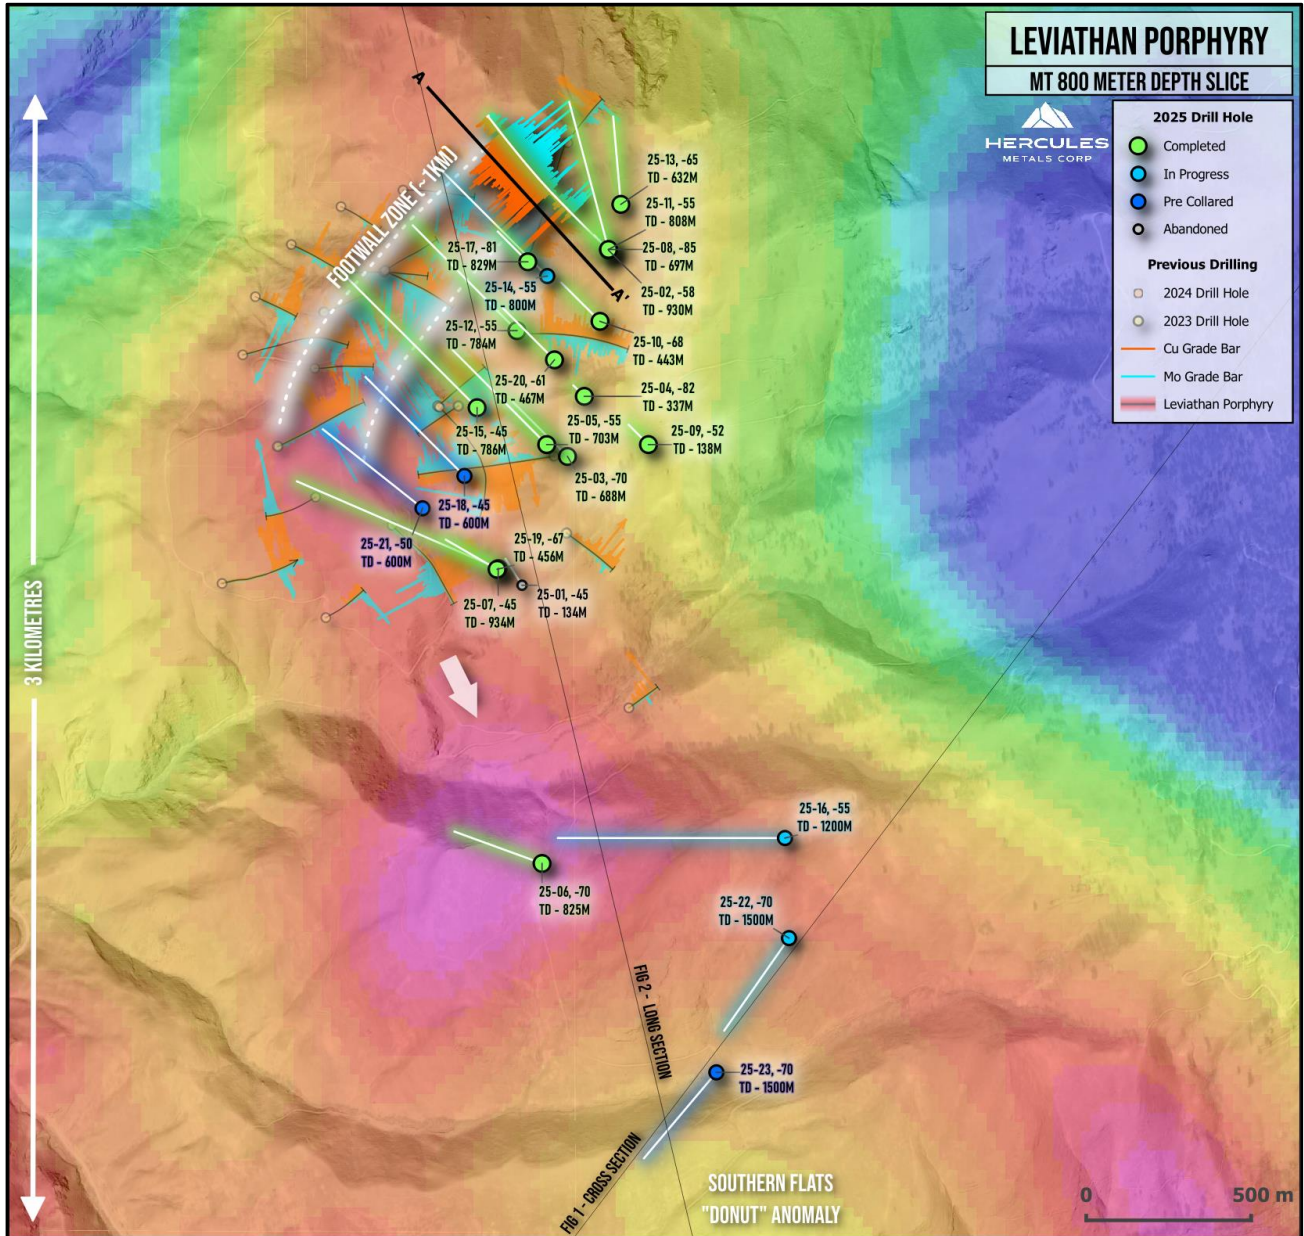 LEVIATHAN PORPHYRY
MT 800 METER DEPTH SLICE
HERCULES
METALS CORP
2025 Drill Hole
Completed
In Progress
Pre Collared
Abandoned
Previous Drilling
2024 Drill Hole
2023 Drill Hole
Cu Grade Bar
Mo Grade Bar
Leviathan Porphyry
A
A'
FOOTWALL ZONE (~1KM)
3 KILOMETRES
25-13, -65
TD - 632M
25-11, -55
TD - 808M
25-08, -85
TD - 697M
25-02, -58
TD - 930M
25-17, -81
TD - 829M
25-14, -55
TD - 800M
25-12, -55
TD - 784M
25-10, -68
TD - 443M
25-20, -61
TD - 467M
25-04, -82
TD - 337M
25-15, -45
TD - 786M
25-05, -55
TD - 703M
25-09, -52
TD - 138M
25-03, -70
TD - 688M
25-18, -45
TD - 600M
25-21, -50
TD - 600M
25-19, -67
TD - 456M
25-07, -45
TD - 934M
25-01, -45
TD - 134M
25-16, -55
TD - 1200M
25-06, -70
TD - 825M
25-22, -70
TD - 1500M
FIG 2 - LONG SECTION
25-23, -70
TD - 1500M
FIG 1 - CROSS SECTION
SOUTHERN FLATS
"DONUT" ANOMALY
0 500 m